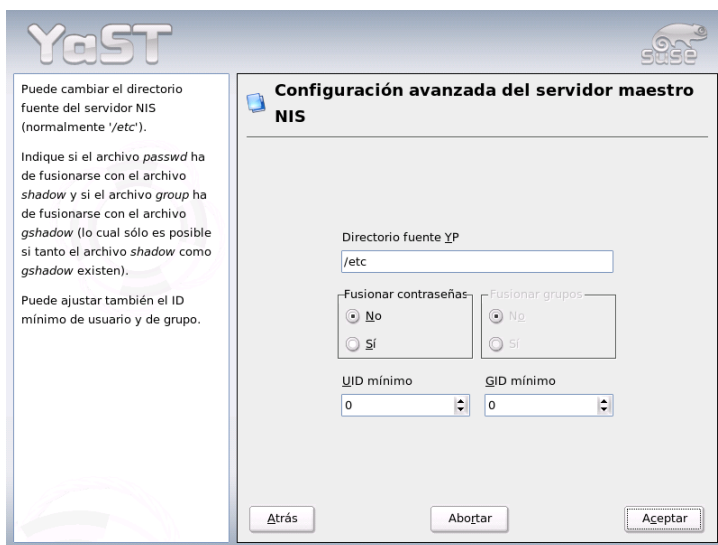 YaST
SUSE
Puede cambiar el directorio
fuente del servidor NIS
(normalmente '/etc').
Indique si el archivo passwd ha
de fusionarse con el archivo
shadow y si el archivo group ha
de fusionarse con el archivo
gshadow (lo cual sólo es posible
si tanto el archivo shadow como
gshadow existen).
Puede ajustar también el ID
mínimo de usuario y de grupo.
Configuración avanzada del servidor maestro
NIS
Directorio fuente YP
/etc
Fusionar contraseñas
No
Sí
Fusionar grupos
No
Sí
UID mínimo
0
GID mínimo
0
Atrás
Abortar
Aceptar